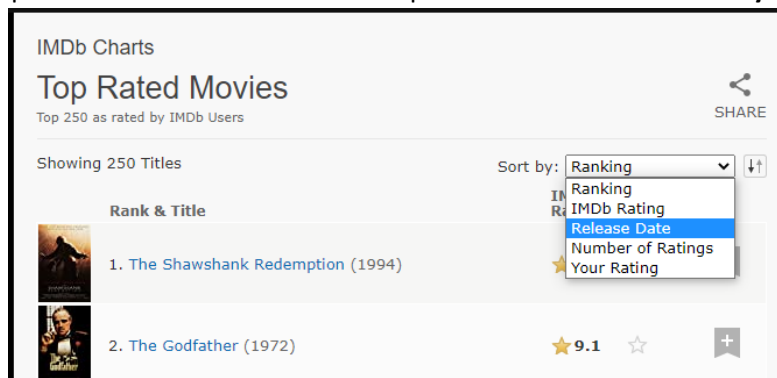 IMDb Charts
Top Rated Movies
Top 250 as rated by IMDb Users
SHARE
Showing 250 Titles
Sort by: Ranking
Ranking
IMDb Rating
Release Date
Number of Ratings
Your Rating
Rank & Title
1. The Shawshank Redemption (1994)
2. The Godfather (1972)
9.1